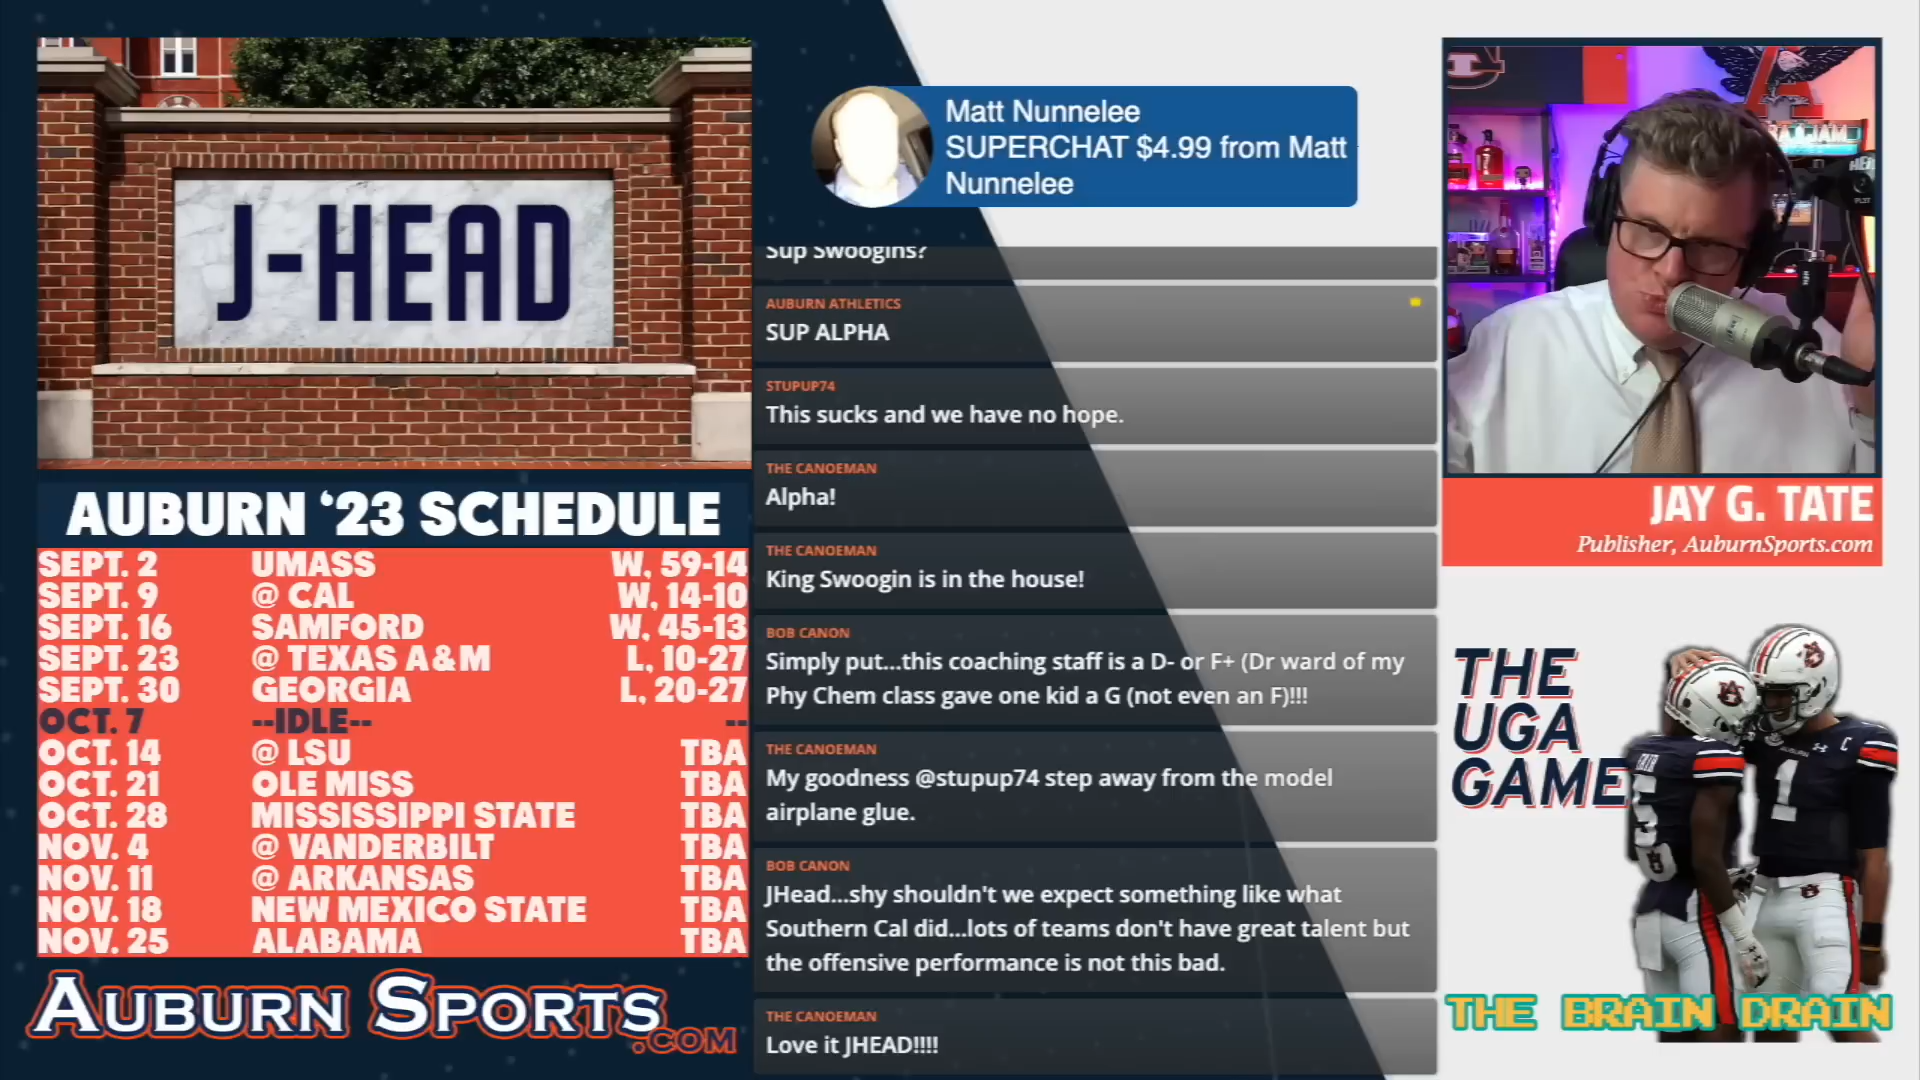 J-HEAD
AUBURN ‘23 SCHEDULE
SEPT. 2 UMASS W, 59-14
SEPT. 9 @ CAL W, 14-10
SEPT. 16 SAMFORD W, 45-13
SEPT. 23 @ TEXAS A&M L, 10-27
SEPT. 30 GEORGIA L, 20-27
OCT. 7 --IDLE-- --
OCT. 14 @ LSU TBA
OCT. 21 OLE MISS TBA
OCT. 28 MISSISSIPPI STATE TBA
NOV. 4 @ VANDERBILT TBA
NOV. 11 @ ARKANSAS TBA
NOV. 18 NEW MEXICO STATE TBA
NOV. 25 ALABAMA TBA
AUBURN SPORTS
.COM
Matt Nunnelee
SUPERCHAT $4.99 from Matt
Nunnelee
Sup Swoogins?
AUBURN ATHLETICS
SUP ALPHA
STUPUP74
This sucks and we have no hope.
THE CANOEMAN
Alpha!
THE CANOEMAN
King Swoogin is in the house!
BOB CANON
Simply put...this coaching staff is a D- or F+ (Dr ward of my
Phy Chem class gave one kid a G (not even an F)!!!
THE CANOEMAN
My goodness @stupup74 step away from the model
airplane glue.
BOB CANON
JHead...shy shouldn't we expect something like what
Southern Cal did...lots of teams don't have great talent but
the offensive performance is not this bad.
THE CANOEMAN
Love it JHEAD!!!!
JAY G. TATE
Publisher, AuburnSports.com
THE
UGA
GAME
1
5
C
THE BRAIN DRAIN